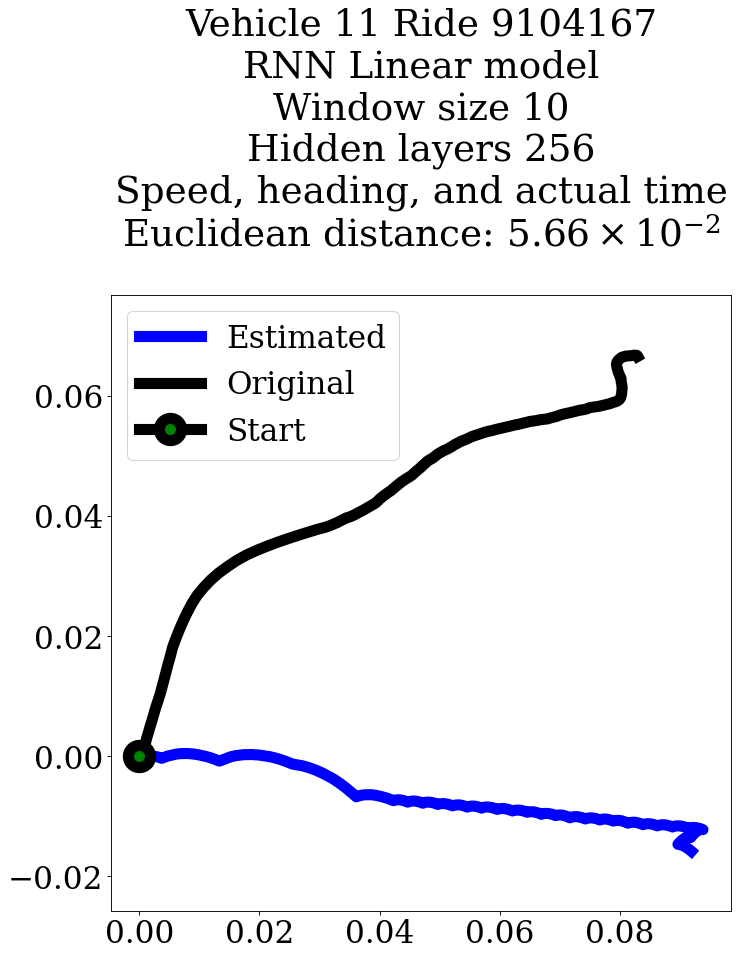 Vehicle 11 Ride 9104167
RNN Linear model
Window size 10
Hidden layers 256
Speed, heading, and actual time
Euclidean distance: 5.66 × 10⁻²
Estimated
Original
Start
0.06
0.04
0.02
0.00
−0.02
0.00 0.02 0.04 0.06 0.08